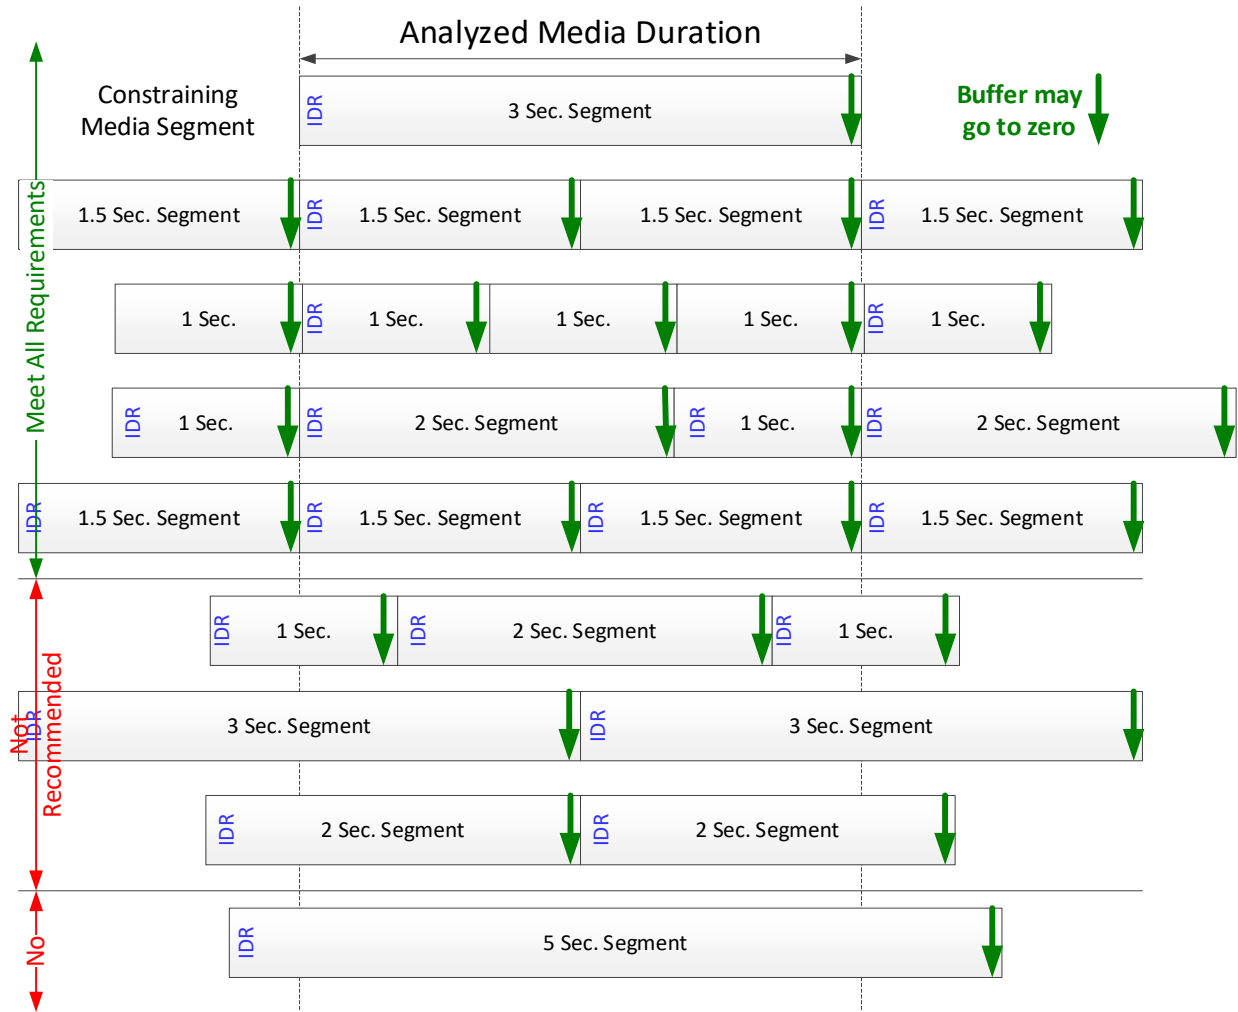 Analyzed Media Duration
Constraining
Media Segment
IDR
3 Sec. Segment
Buffer may
go to zero
Meet All Requirements
1.5 Sec. Segment
IDR
1.5 Sec. Segment
1.5 Sec. Segment
IDR
1.5 Sec. Segment
1 Sec.
IDR
1 Sec.
1 Sec.
1 Sec.
IDR
1 Sec.
IDR
1 Sec.
IDR
2 Sec. Segment
IDR
1 Sec.
IDR
2 Sec. Segment
IDR
1.5 Sec. Segment
IDR
1.5 Sec. Segment
IDR
1.5 Sec. Segment
IDR
1.5 Sec. Segment
Not
Recommended
IDR
1 Sec.
IDR
2 Sec. Segment
IDR
1 Sec.
IDR
3 Sec. Segment
IDR
3 Sec. Segment
IDR
2 Sec. Segment
IDR
2 Sec. Segment
No
IDR
5 Sec. Segment